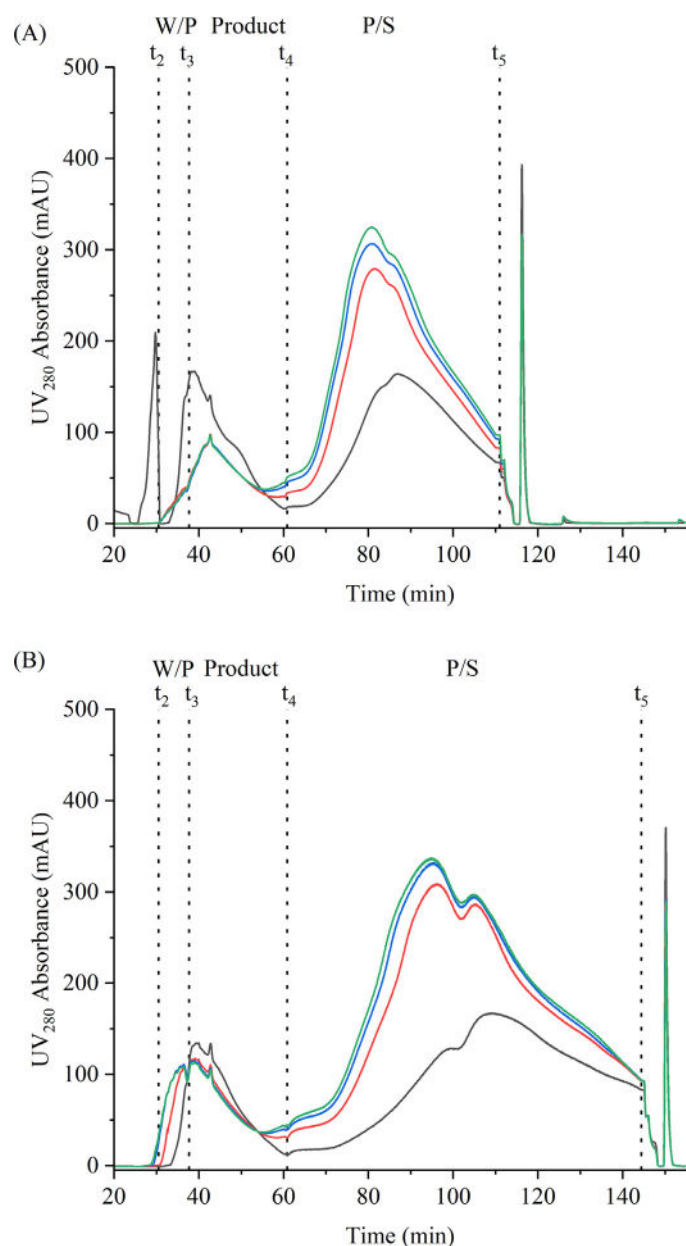 (A)
W/P Product P/S
t2 t3 t4 t5
500
400
300
200
100
0
UV280 Absorbance (mAU)
20 40 60 80 100 120 140
Time (min)
(B)
W/P Product P/S
t2 t3 t4 t5
500
400
300
200
100
0
UV280 Absorbance (mAU)
20 40 60 80 100 120 140
Time (min)